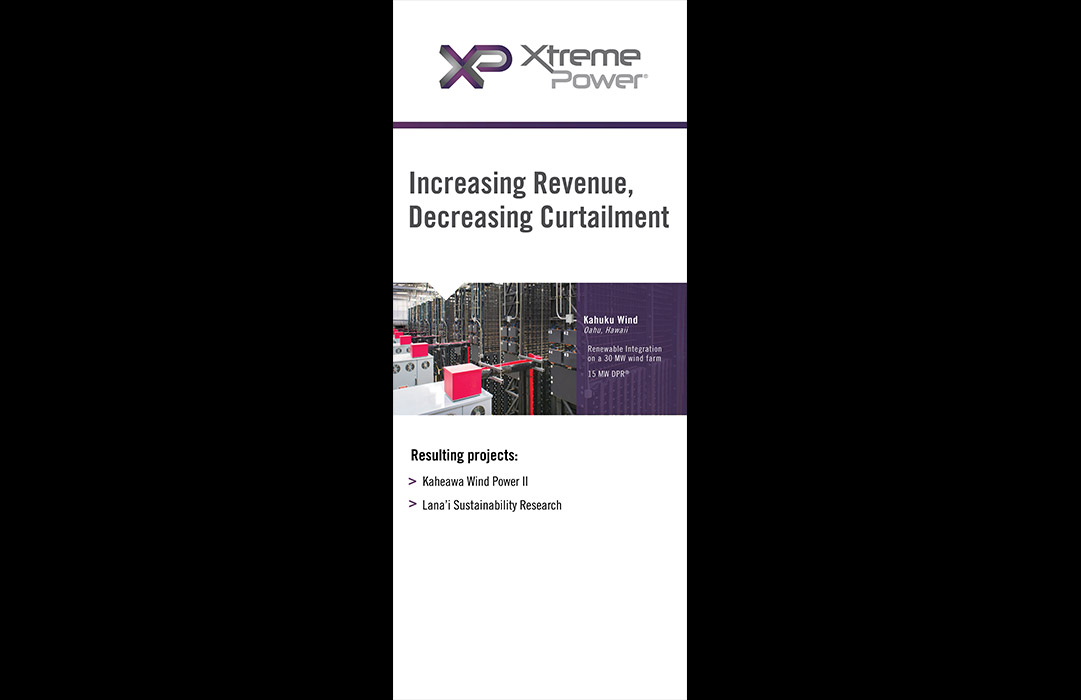 XP Xtreme
Power®
Increasing Revenue,
Decreasing Curtailment
Kahuku Wind
Oahu, Hawaii
Renewable Integration
on a 30 MW wind farm
15 MW DPR®
Resulting projects:
> Kaheawa Wind Power II
> Lana’i Sustainability Research